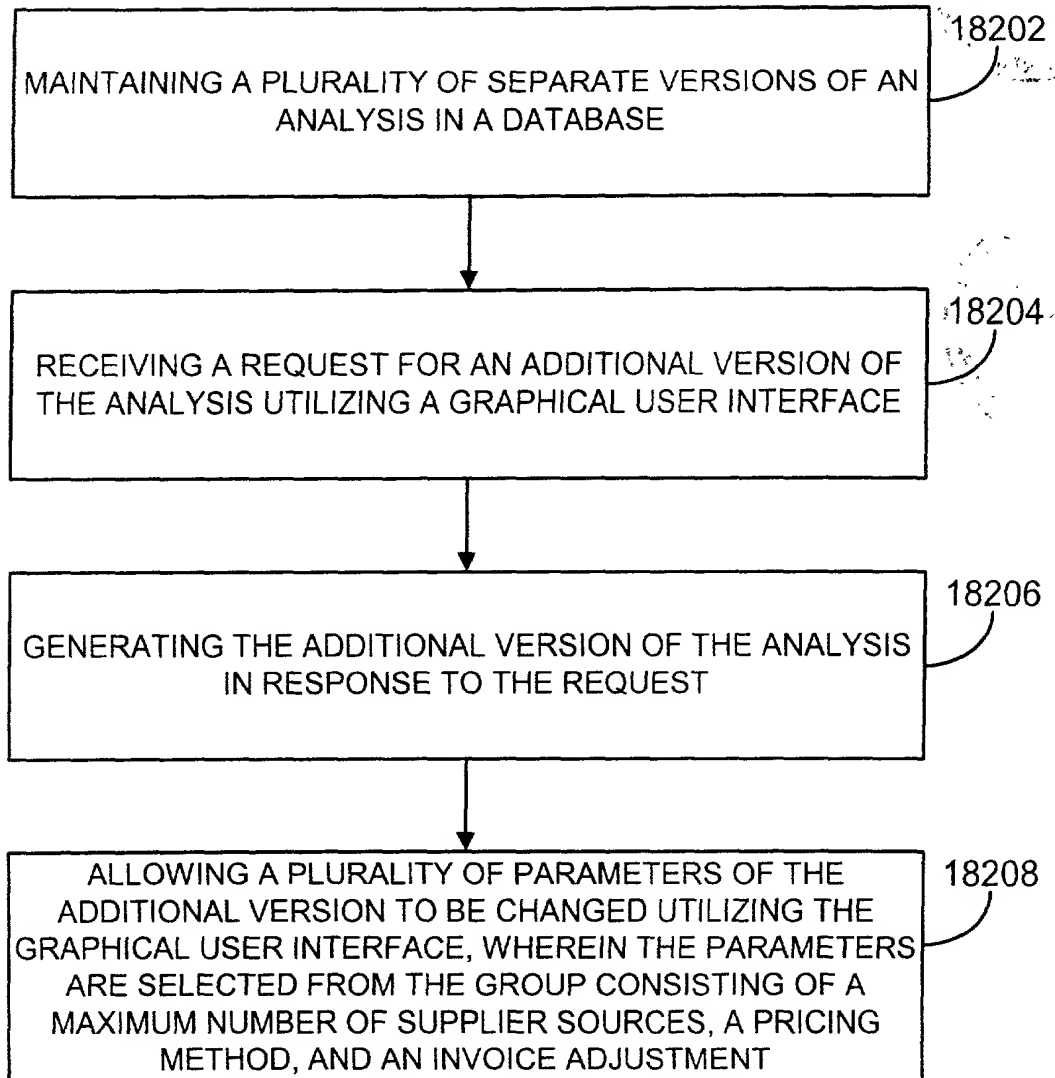 18202
MAINTAINING A PLURALITY OF SEPARATE VERSIONS OF AN
ANALYSIS IN A DATABASE
18204
RECEIVING A REQUEST FOR AN ADDITIONAL VERSION OF
THE ANALYSIS UTILIZING A GRAPHICAL USER INTERFACE
18206
GENERATING THE ADDITIONAL VERSION OF THE ANALYSIS
IN RESPONSE TO THE REQUEST
18208
ALLOWING A PLURALITY OF PARAMETERS OF THE
ADDITIONAL VERSION TO BE CHANGED UTILIZING THE
GRAPHICAL USER INTERFACE, WHEREIN THE PARAMETERS
ARE SELECTED FROM THE GROUP CONSISTING OF A
MAXIMUM NUMBER OF SUPPLIER SOURCES, A PRICING
METHOD, AND AN INVOICE ADJUSTMENT